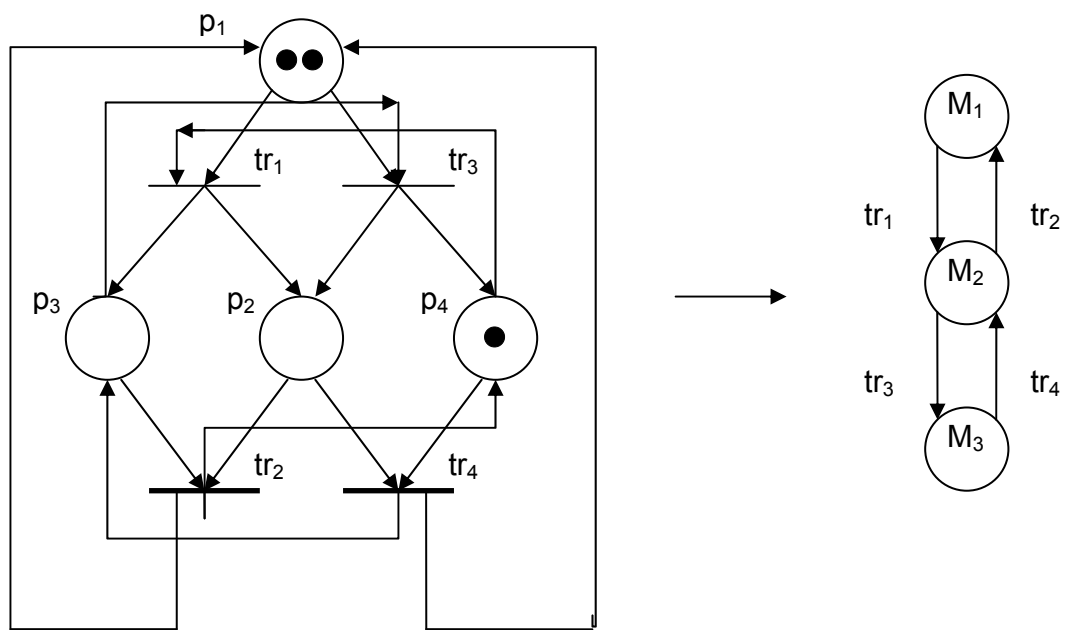 p₁
tr₁
tr₃
p₃
p₂
p₄
tr₂
tr₄
M₁
tr₁
tr₂
M₂
tr₃
tr₄
M₃